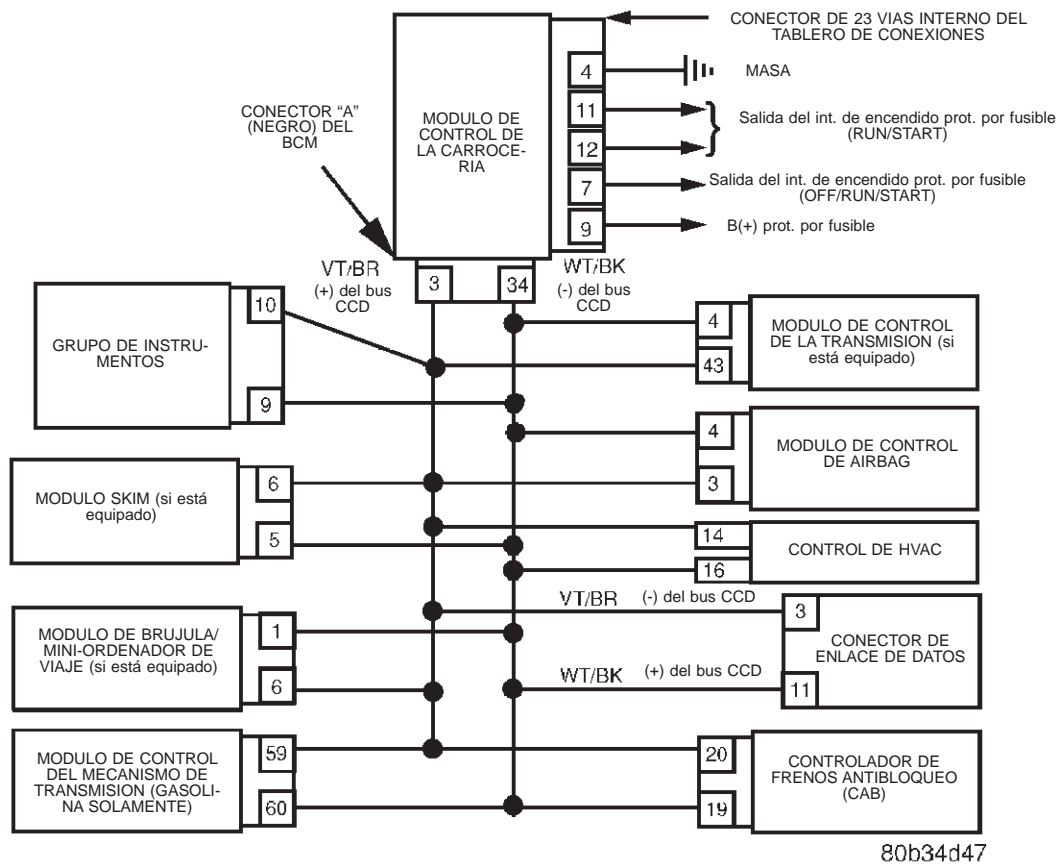 CONECTOR DE 23 VIAS INTERNO DEL
TABLERO DE CONEXIONES
4
MASA
CONECTOR “A”
(NEGRO) DEL
BCM
MODULO DE
CONTROL DE
LA CARROCE-
RIA
11
12
Salida del int. de encendido prot. por fusible
(RUN/START)
7
Salida del int. de encendido prot. por fusible
(OFF/RUN/START)
9
B(+) prot. por fusible
VT/BR
(+) del bus
CCD
3
34
WT/BK
(-) del bus
CCD
GRUPO DE INSTRU-
MENTOS
10
9
4
43
MODULO DE CONTROL
DE LA TRANSMISION (si
está equipado)
4
3
MODULO DE CONTROL
DE AIRBAG
MODULO SKIM (si está
equipado)
6
5
14
16
CONTROL DE HVAC
MODULO DE BRUJULA/
MINI-ORDENADOR DE
VIAJE (si está equipado)
1
6
VT/BR (-) del bus CCD
3
WT/BK (+) del bus CCD
11
CONECTOR DE
ENLACE DE DATOS
MODULO DE CONTROL
DEL MECANISMO DE
TRANSMISION (GASOLI-
NA SOLAMENTE)
59
60
20
19
CONTROLADOR DE
FRENOS ANTIBLOQUEO
(CAB)
80b34d47